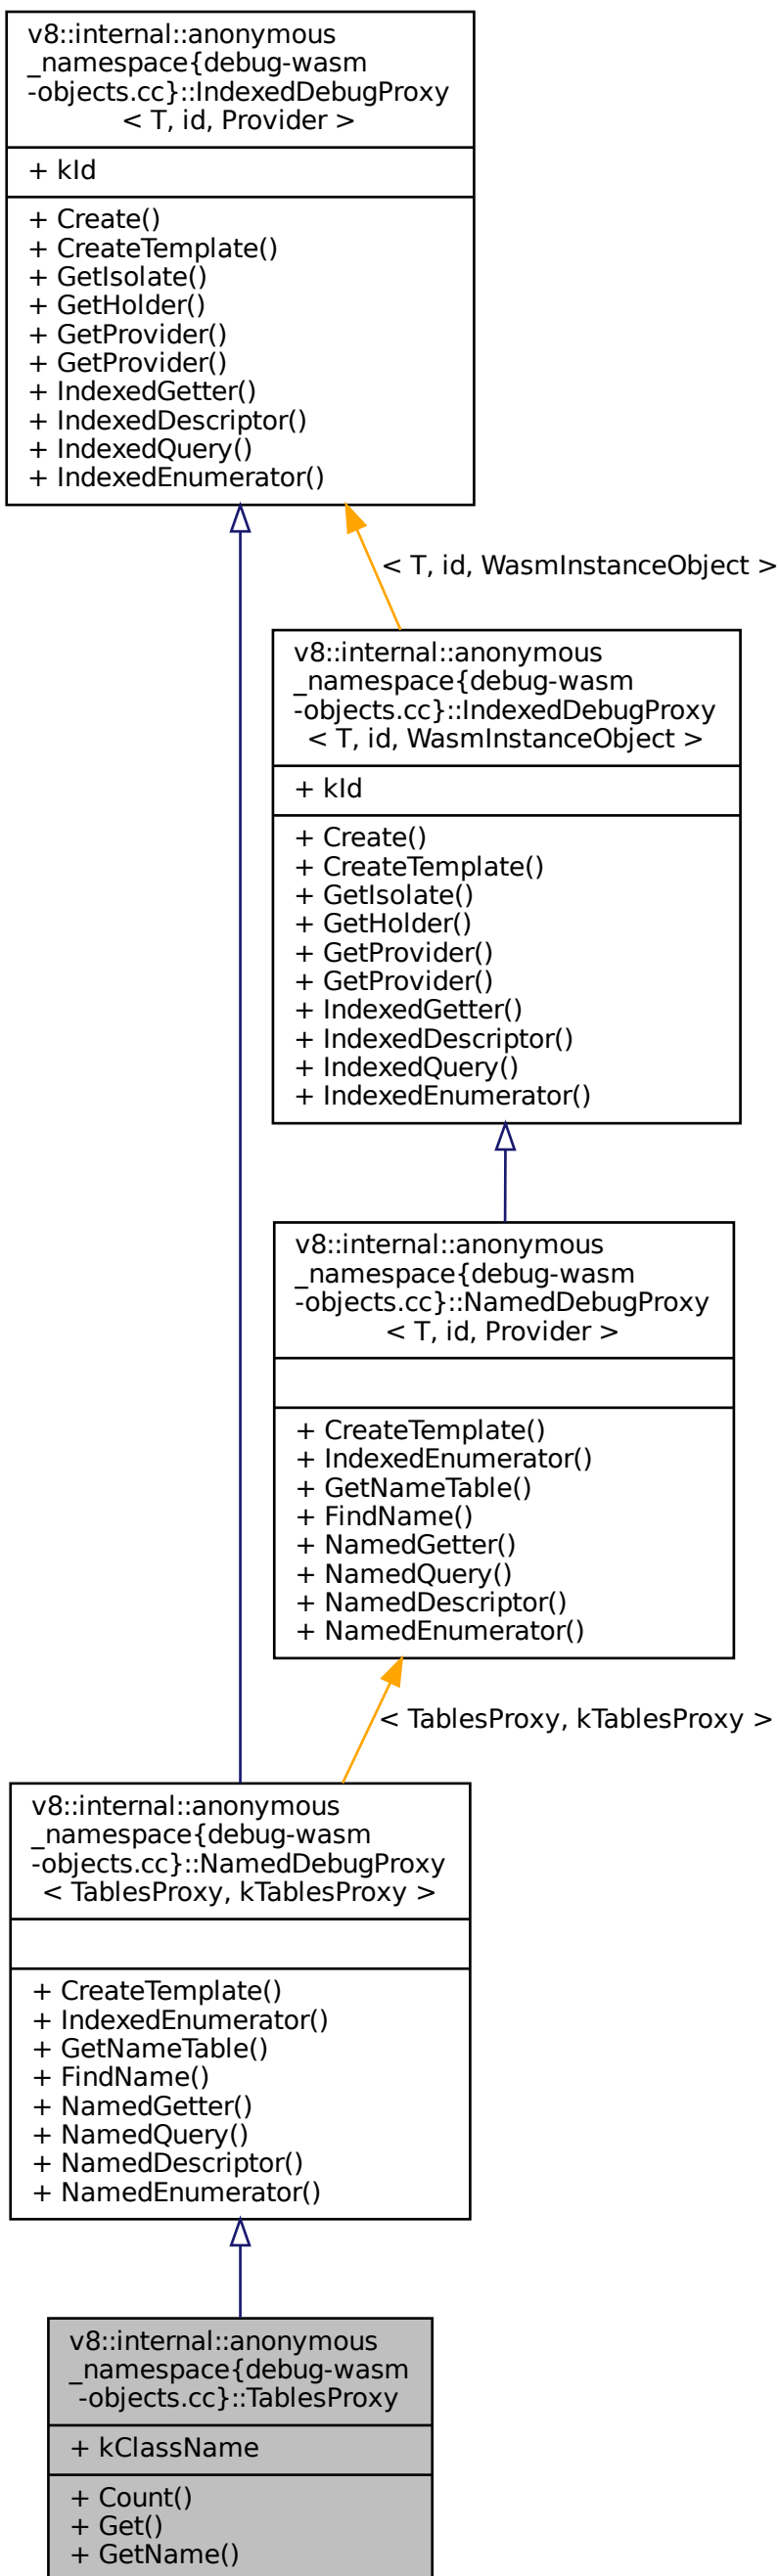 v8::internal::anonymous
_namespace{debug-wasm
-objects.cc}::IndexedDebugProxy
< T, id, Provider >
+ kId
+ Create()
+ CreateTemplate()
+ GetIsolate()
+ GetHolder()
+ GetProvider()
+ GetProvider()
+ IndexedGetter()
+ IndexedDescriptor()
+ IndexedQuery()
+ IndexedEnumerator()
< T, id, WasmInstanceObject >
v8::internal::anonymous
_namespace{debug-wasm
-objects.cc}::IndexedDebugProxy
< T, id, WasmInstanceObject >
+ kId
+ Create()
+ CreateTemplate()
+ GetIsolate()
+ GetHolder()
+ GetProvider()
+ GetProvider()
+ IndexedGetter()
+ IndexedDescriptor()
+ IndexedQuery()
+ IndexedEnumerator()
v8::internal::anonymous
_namespace{debug-wasm
-objects.cc}::NamedDebugProxy
< T, id, Provider >
+ CreateTemplate()
+ IndexedEnumerator()
+ GetNameTable()
+ FindName()
+ NamedGetter()
+ NamedQuery()
+ NamedDescriptor()
+ NamedEnumerator()
< TablesProxy, kTablesProxy >
v8::internal::anonymous
_namespace{debug-wasm
-objects.cc}::NamedDebugProxy
< TablesProxy, kTablesProxy >
+ CreateTemplate()
+ IndexedEnumerator()
+ GetNameTable()
+ FindName()
+ NamedGetter()
+ NamedQuery()
+ NamedDescriptor()
+ NamedEnumerator()
v8::internal::anonymous
_namespace{debug-wasm
-objects.cc}::TablesProxy
+ kClassName
+ Count()
+ Get()
+ GetName()